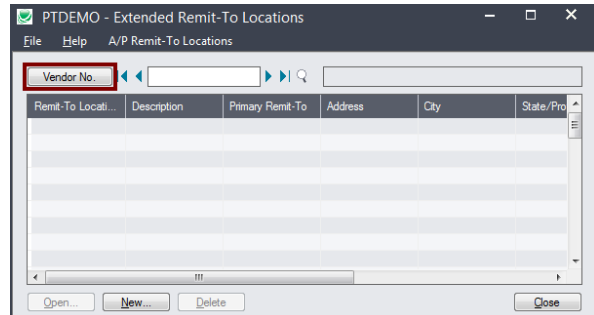 PTDEMO - Extended Remit-To Locations
File Help A/P Remit-To Locations
Vendor No.
Remit-To Locati... Description Primary Remit-To Address City State/Pro
Open... New... Delete Close